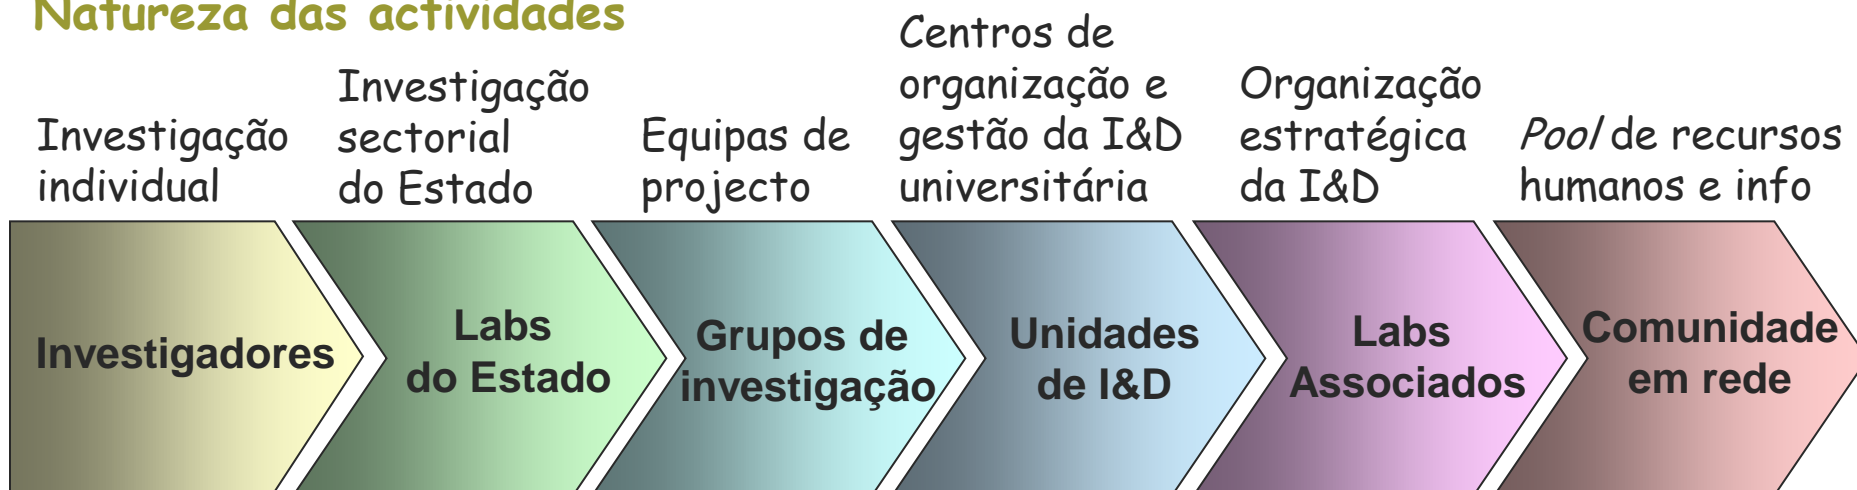 Natureza das actividades
Investigação
individual
Investigação
sectorial
do Estado
Equipas de
projecto
Centros de
organização e
gestão da I&D
universitária
Organização
estratégica
da I&D
Pool de recursos
humanos e info
Investigadores
Labs
do Estado
Grupos de
investigação
Unidades
de I&D
Labs
Associados
Comunidade
em rede